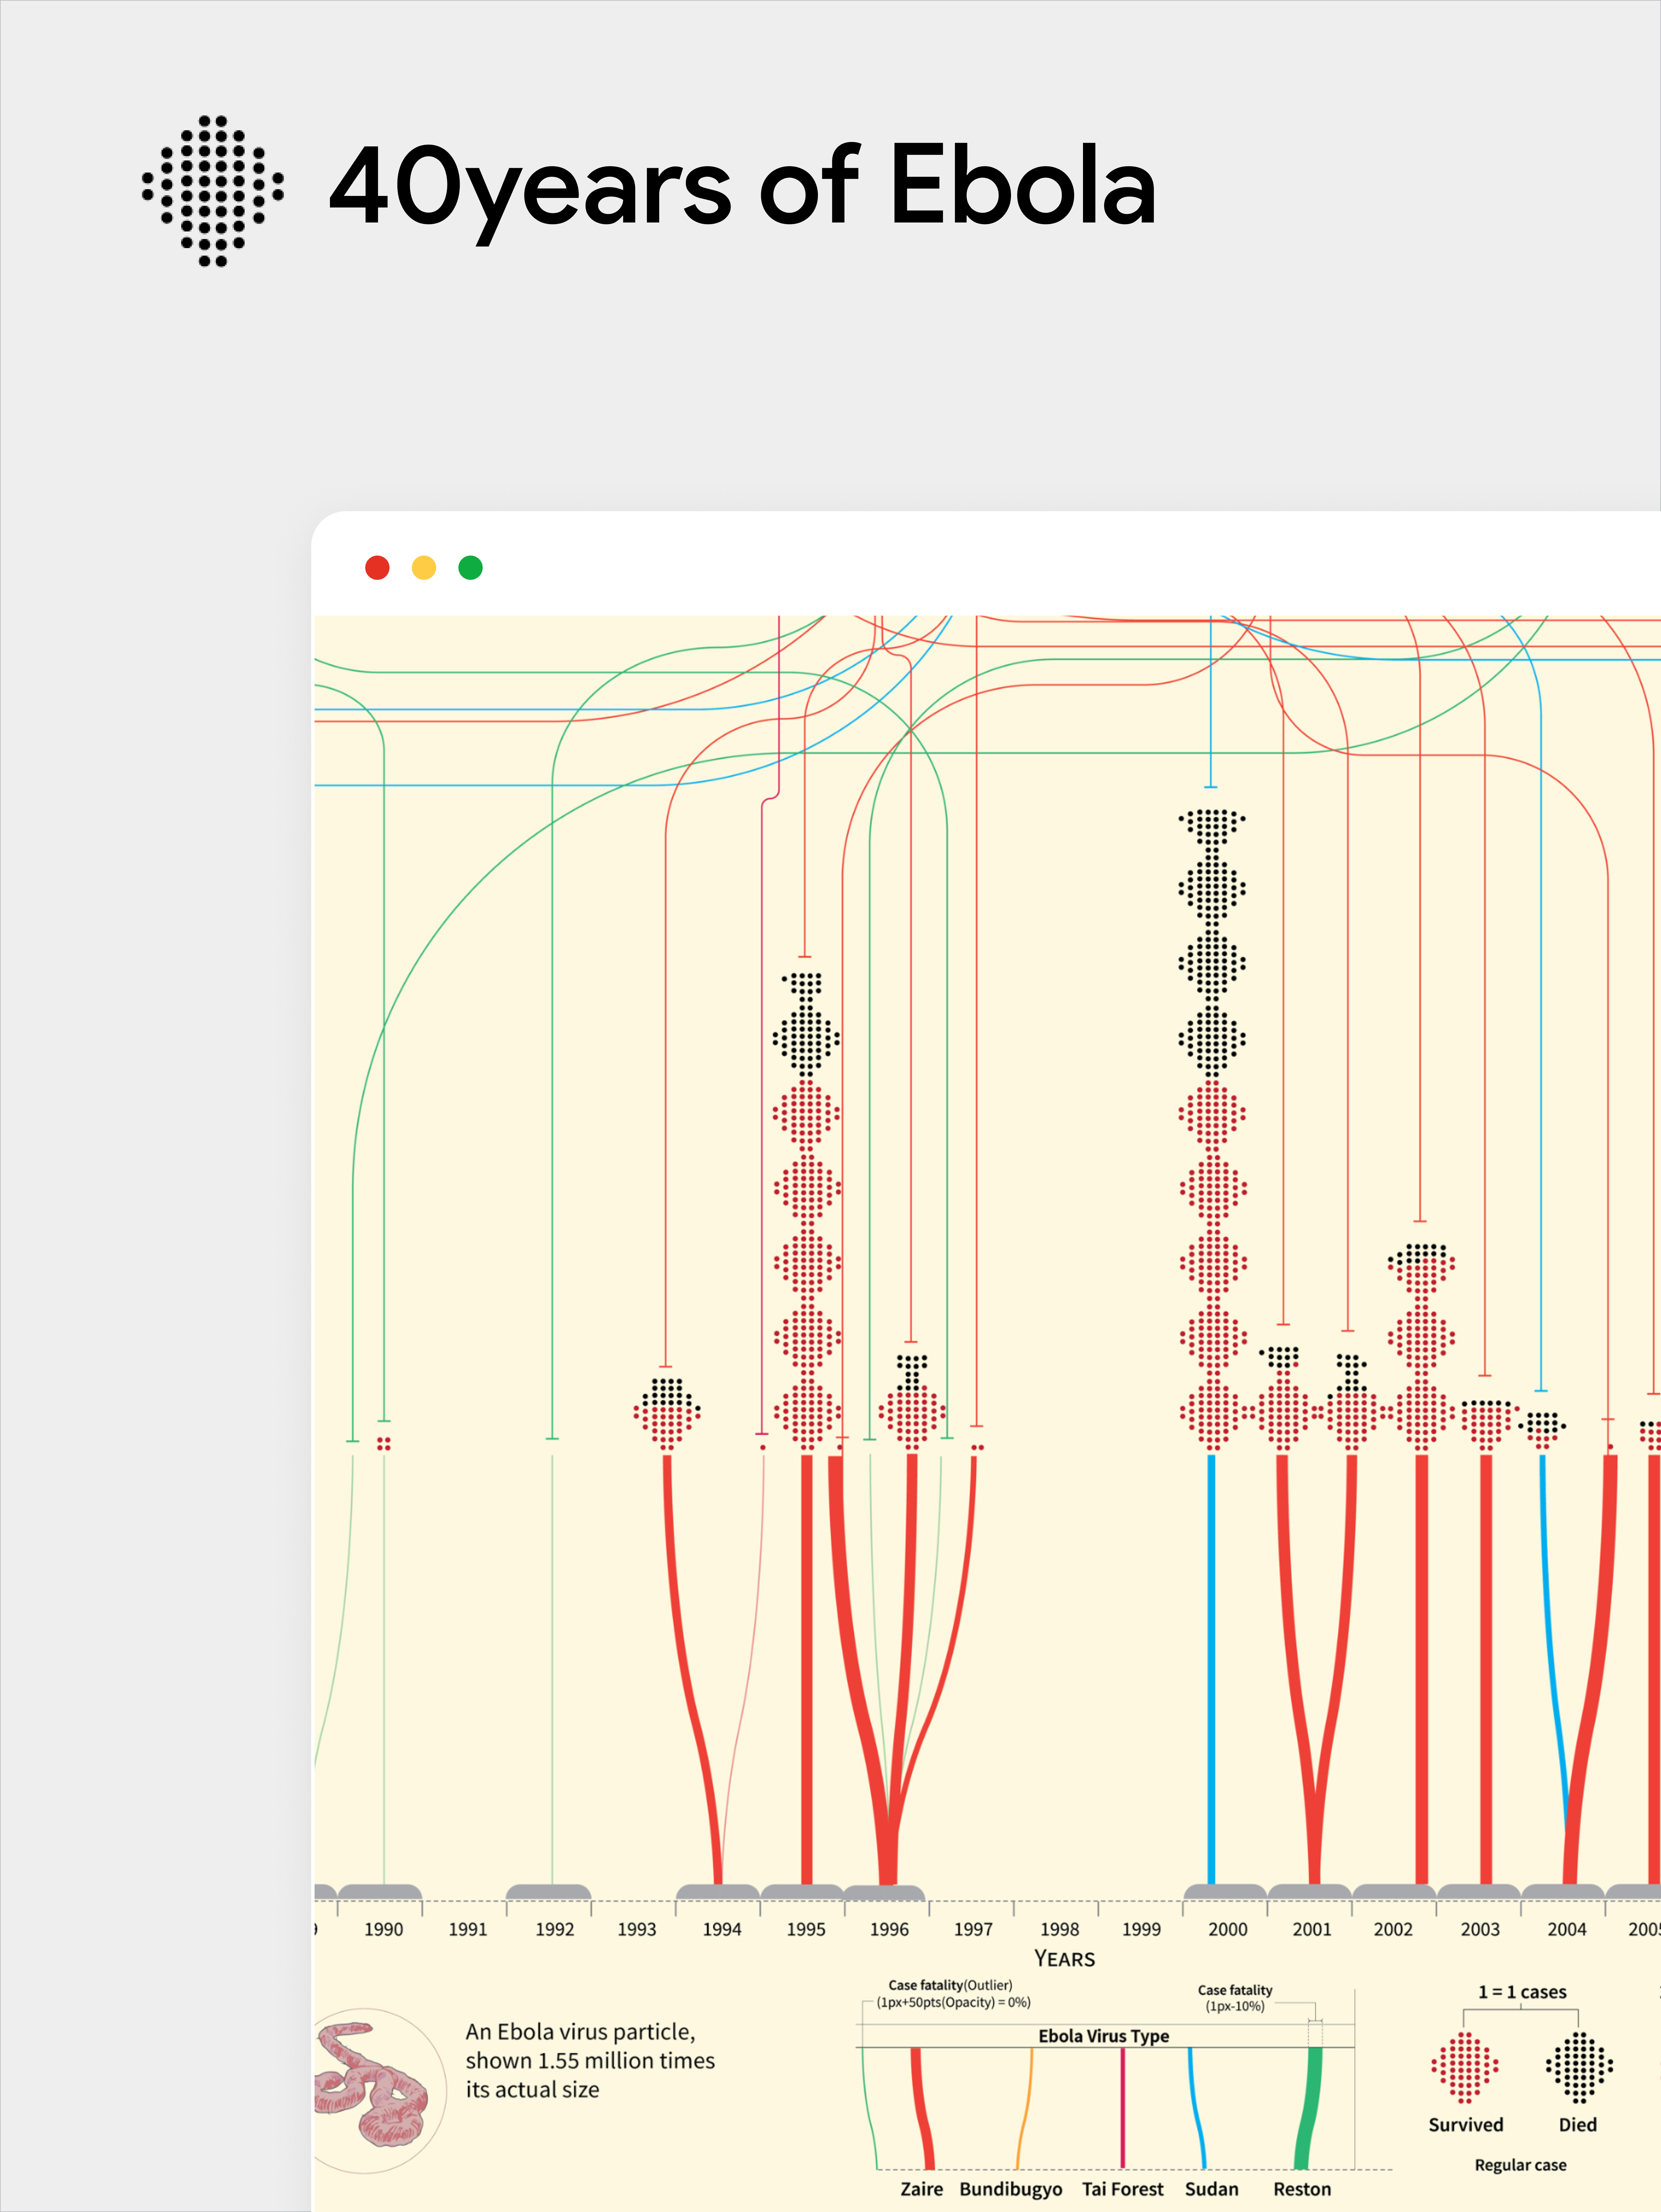 40years of Ebola
1990 1991 1992 1993 1994 1995 1996 1997 1998 1999 2000 2001 2002 2003 2004
YEARS
Case fatality(Outlier)
(1px+50pts(Opacity) = 0%)
Case fatality
(1px-10%)
Ebola Virus Type
Zaire Bundibugyo Tai Forest Sudan Reston
An Ebola virus particle,
shown 1.55 million times
its actual size
1 = 1 cases
Survived Died
Regular case